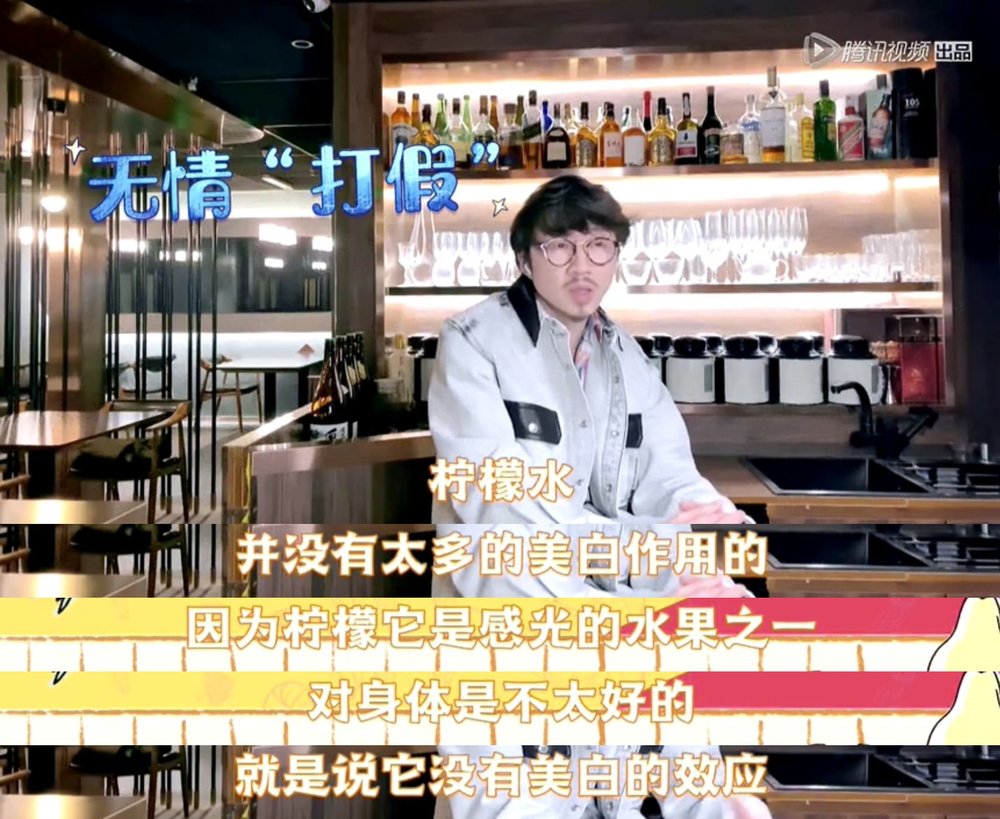 腾讯视频 出品
105
无情“打假”
柠檬水
并没有太多的美白作用的
因为柠檬它是感光的水果之一
对身体是不太好的
就是说它没有美白的效应